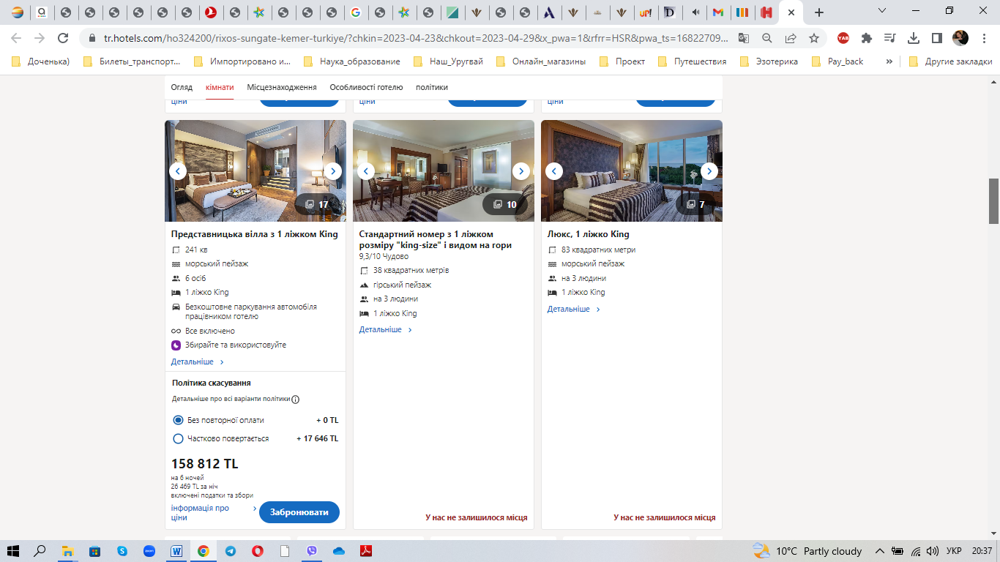 tr.hotels.com/ho324200/rixos-sungate-kemer-turkiye/?chkin=2023-04-23&chkout=2023-04-29&x_pwa=1&rfrr=HSR&pwa_ts=16822709...
Доченька)
Билеты_транспорт...
Импортировано и...
Наука_образование
Наш_Уругвай
Онлайн_магазины
Проект
Путешествия
Эзотерика
Pay_back
»
Другие закладки
Огляд
кімнати
Місцезнаходження
Особливості готелю
політики
ціни
ціни
ціни
17
Представницька вілла з 1 ліжком King
241 кв
морський пейзаж
6 осіб
1 ліжко King
Безкоштовне паркування автомобіля
працівником готелю
Все включено
Збирайте та використовуйте
Детальніше
Політика скасування
Детальніше про всі варіанти політики
Без повторної оплати + 0 TL
Частково повертається + 17 646 TL
158 812 TL
на 6 ночей
26 469 TL за ніч
включені податки та збори
інформація про
ціни
Забронювати
10
Стандартний номер з 1 ліжком
розміру "king-size" і видом на гори
9,3/10 Чудово
38 квадратних метрів
гірський пейзаж
на 3 людини
1 ліжко King
Детальніше
У нас не залишилося місця
7
Люкс, 1 ліжко King
83 квадратних метри
морський пейзаж
на 3 людини
1 ліжко King
Детальніше
У нас не залишилося місця
10°C Partly cloudy
УКР
20:37